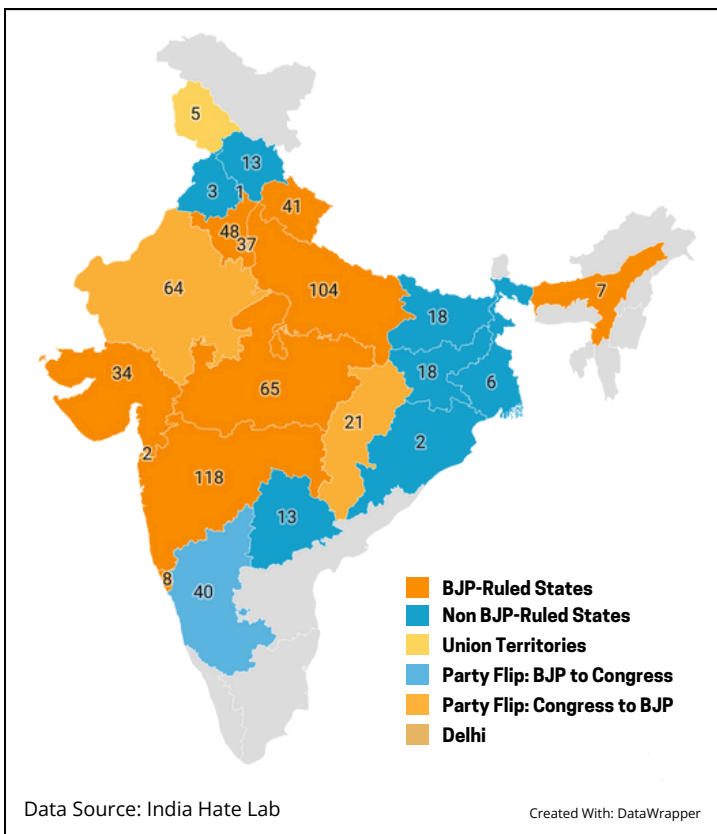 5
13
3
1
41
48
37
64
104
7
18
34
65
18
6
21
2
2
118
13
8
40
BJP-Ruled States
Non BJP-Ruled States
Union Territories
Party Flip: BJP to Congress
Party Flip: Congress to BJP
Delhi
Data Source: India Hate Lab
Created With: DataWrapper